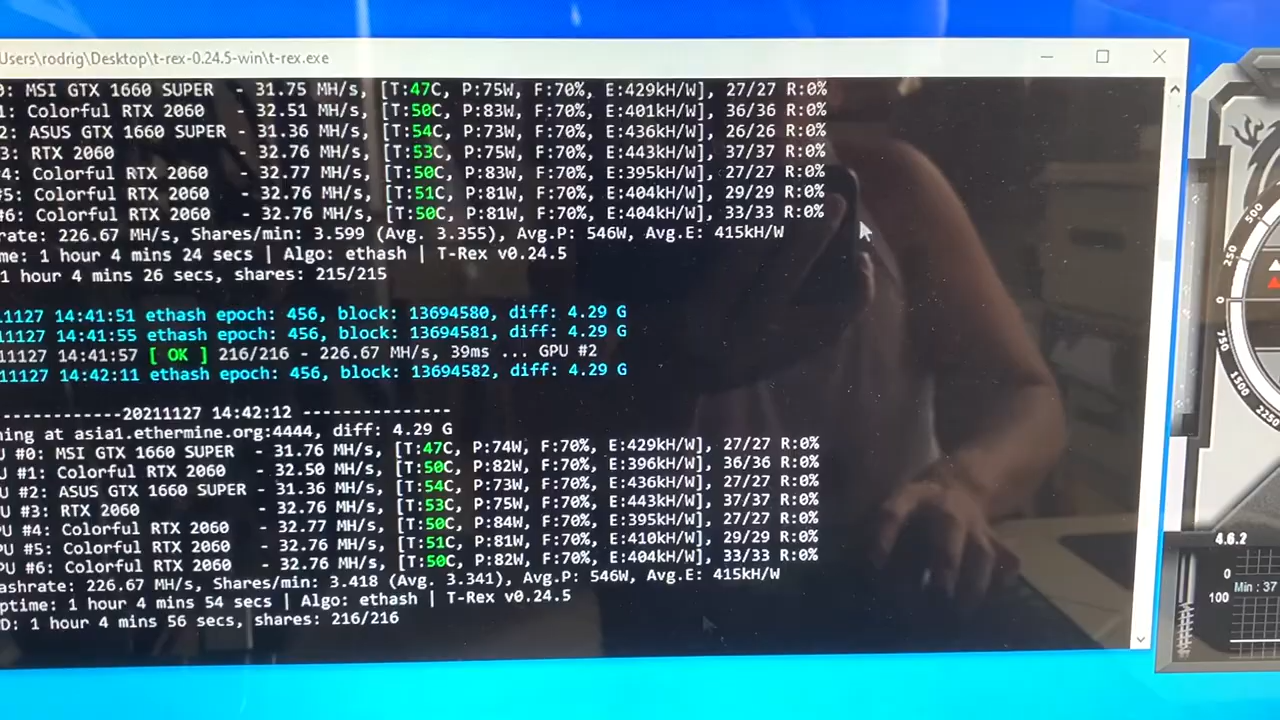 Users\rodrig\Desktop\t-rex-0.24.5-win\t-rex.exe
0: MSI GTX 1660 SUPER - 31.75 MH/s, [T:47C, P:75W, F:70%, E:429kH/W], 27/27 R:0%
1: Colorful RTX 2060 - 32.51 MH/s, [T:50C, P:83W, F:70%, E:401kH/W], 36/36 R:0%
2: ASUS GTX 1660 SUPER - 31.36 MH/s, [T:54C, P:73W, F:70%, E:436kH/W], 26/26 R:0%
3: RTX 2060 - 32.76 MH/s, [T:53C, P:75W, F:70%, E:443kH/W], 37/37 R:0%
#4: Colorful RTX 2060 - 32.77 MH/s, [T:50C, P:83W, F:70%, E:395kH/W], 27/27 R:0%
#5: Colorful RTX 2060 - 32.76 MH/s, [T:51C, P:81W, F:70%, E:404kH/W], 29/29 R:0%
#6: Colorful RTX 2060 - 32.76 MH/s, [T:50C, P:81W, F:70%, E:404kH/W], 33/33 R:0%
rate: 226.67 MH/s, Shares/min: 3.599 (Avg. 3.355), Avg.P: 546W, Avg.E: 415kH/W
me: 1 hour 4 mins 24 secs | Algo: ethash | T-Rex v0.24.5
1 hour 4 mins 26 secs, shares: 215/215
11127 14:41:51 ethash epoch: 456, block: 13694580, diff: 4.29 G
11127 14:41:55 ethash epoch: 456, block: 13694581, diff: 4.29 G
11127 14:41:57 [ OK ] 216/216 - 226.67 MH/s, 39ms ... GPU #2
11127 14:42:11 ethash epoch: 456, block: 13694582, diff: 4.29 G
------------20211127 14:42:12 ---------------
ning at asia1.ethermine.org:4444, diff: 4.29 G
U #0: MSI GTX 1660 SUPER - 31.76 MH/s, [T:47C, P:74W, F:70%, E:429kH/W], 27/27 R:0%
U #1: Colorful RTX 2060 - 32.50 MH/s, [T:50C, P:82W, F:70%, E:396kH/W], 36/36 R:0%
U #2: ASUS GTX 1660 SUPER - 31.36 MH/s, [T:54C, P:73W, F:70%, E:436kH/W], 27/27 R:0%
U #3: RTX 2060 - 32.76 MH/s, [T:53C, P:75W, F:70%, E:443kH/W], 37/37 R:0%
PU #4: Colorful RTX 2060 - 32.77 MH/s, [T:50C, P:84W, F:70%, E:395kH/W], 27/27 R:0%
PU #5: Colorful RTX 2060 - 32.76 MH/s, [T:51C, P:81W, F:70%, E:410kH/W], 29/29 R:0%
PU #6: Colorful RTX 2060 - 32.76 MH/s, [T:50C, P:82W, F:70%, E:404kH/W], 33/33 R:0%
ashrate: 226.67 MH/s, Shares/min: 3.418 (Avg. 3.341), Avg.P: 546W, Avg.E: 415kH/W
ptime: 1 hour 4 mins 54 secs | Algo: ethash | T-Rex v0.24.5
D: 1 hour 4 mins 56 secs, shares: 216/216
500
250
0
750
1500
2250
4.6.2
0
Min : 37
100